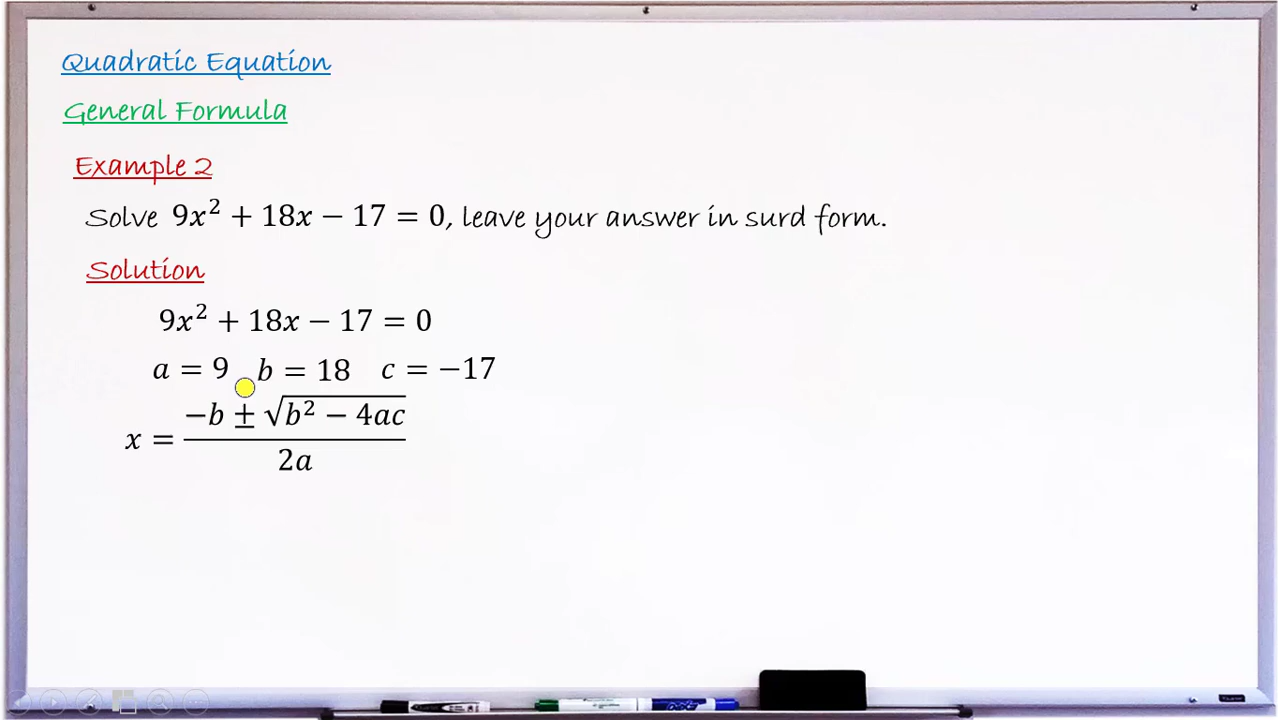 Quadratic Equation
General Formula
Example 2
Solve 9x² + 18x − 17 = 0, leave your answer in surd form.
Solution
9x² + 18x − 17 = 0
a = 9 b = 18 c = −17
x = (−b ± √(b² − 4ac)) / 2a